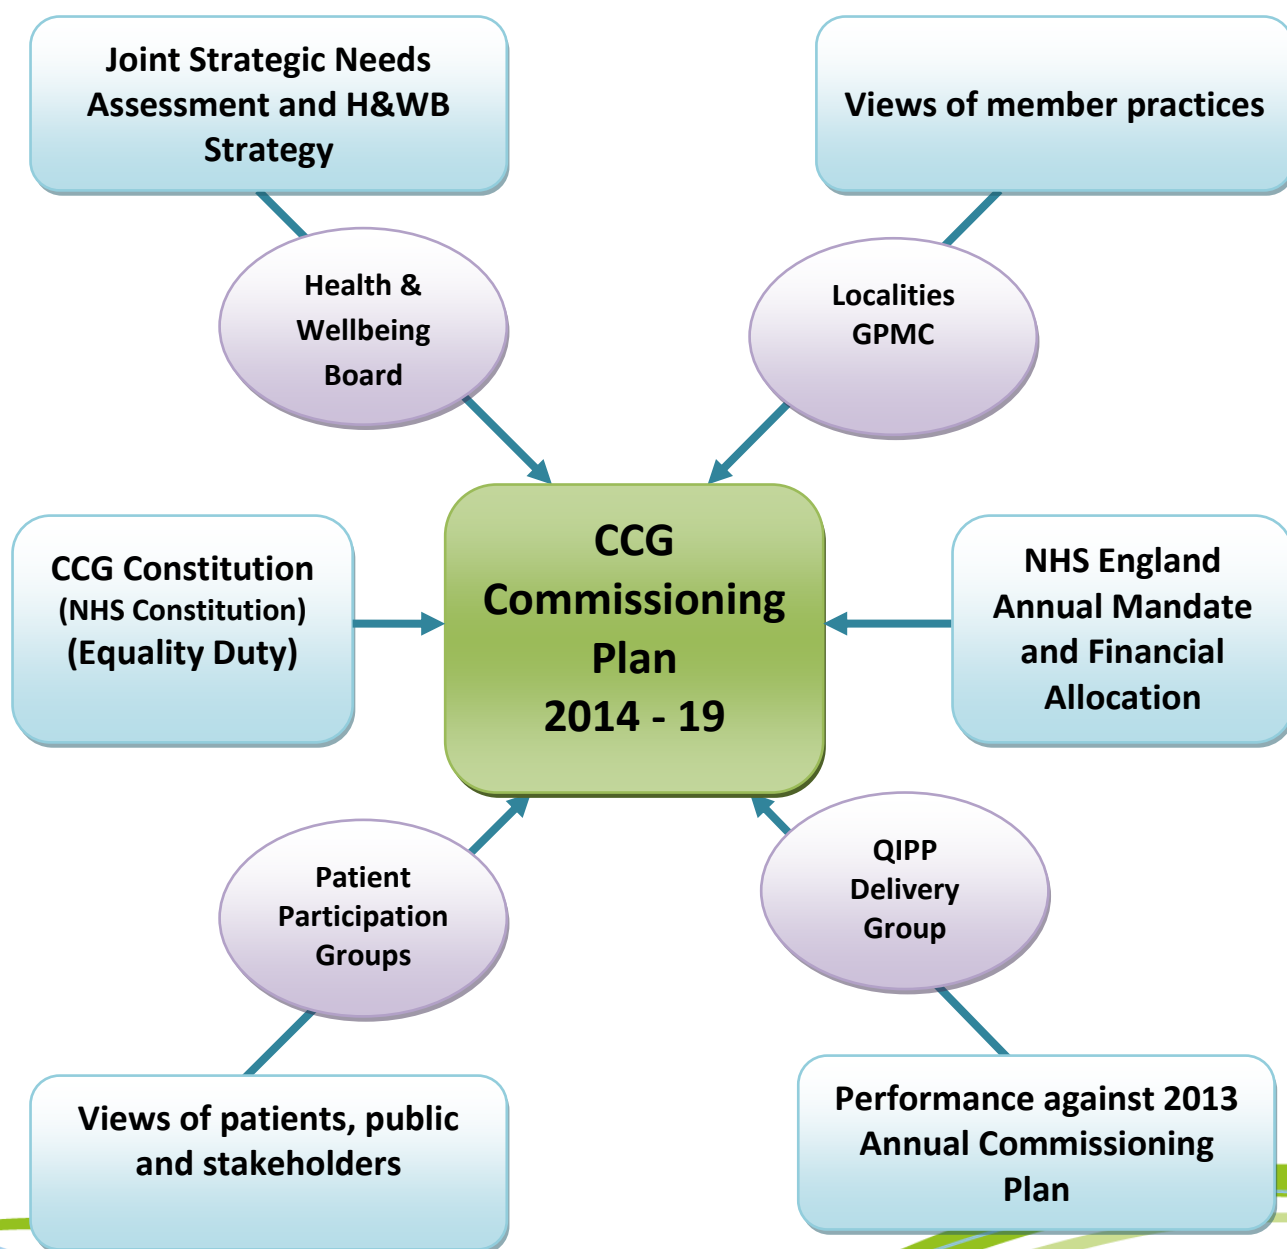 Joint Strategic Needs
Assessment and H&WB
Strategy
Views of member practices
Health &
Wellbeing
Board
Localities
GPMC
CCG Constitution
(NHS Constitution)
(Equality Duty)
CCG
Commissioning
Plan
2014 - 19
NHS England
Annual Mandate
and Financial
Allocation
Patient
Participation
Groups
QIPP
Delivery
Group
Views of patients, public
and stakeholders
Performance against 2013
Annual Commissioning
Plan